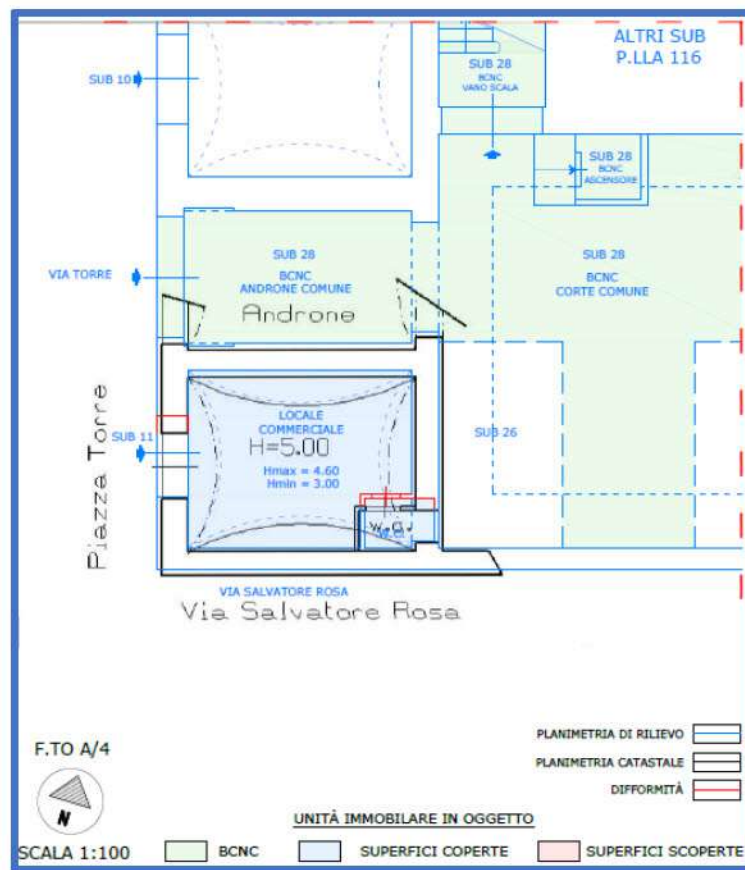 ALTRI SUB
P.LLA 116
SUB 28
BCNC
VANO SCALA
SUB 10
SUB 28
BCNC
ASCENSORE
SUB 28
BCNC
ANDRONE COMUNE
SUB 28
BCNC
CORTE COMUNE
VIA TORRE
Androne
Piazza Torre
SUB 11
LOCALE
COMMERCIALE
H=5.00
Hmax = 4.60
Hmin = 3.00
SUB 26
w.c.
W.C.
VIA SALVATORE ROSA
Via Salvatore Rosa
PLANIMETRIA DI RILIEVO
PLANIMETRIA CATASTALE
DIFFORMITÀ
F.TO A/4
N
UNITÀ IMMOBILARE IN OGGETTO
SCALA 1:100 BCNC SUPERFICI COPERTE SUPERFICI SCOPERTE